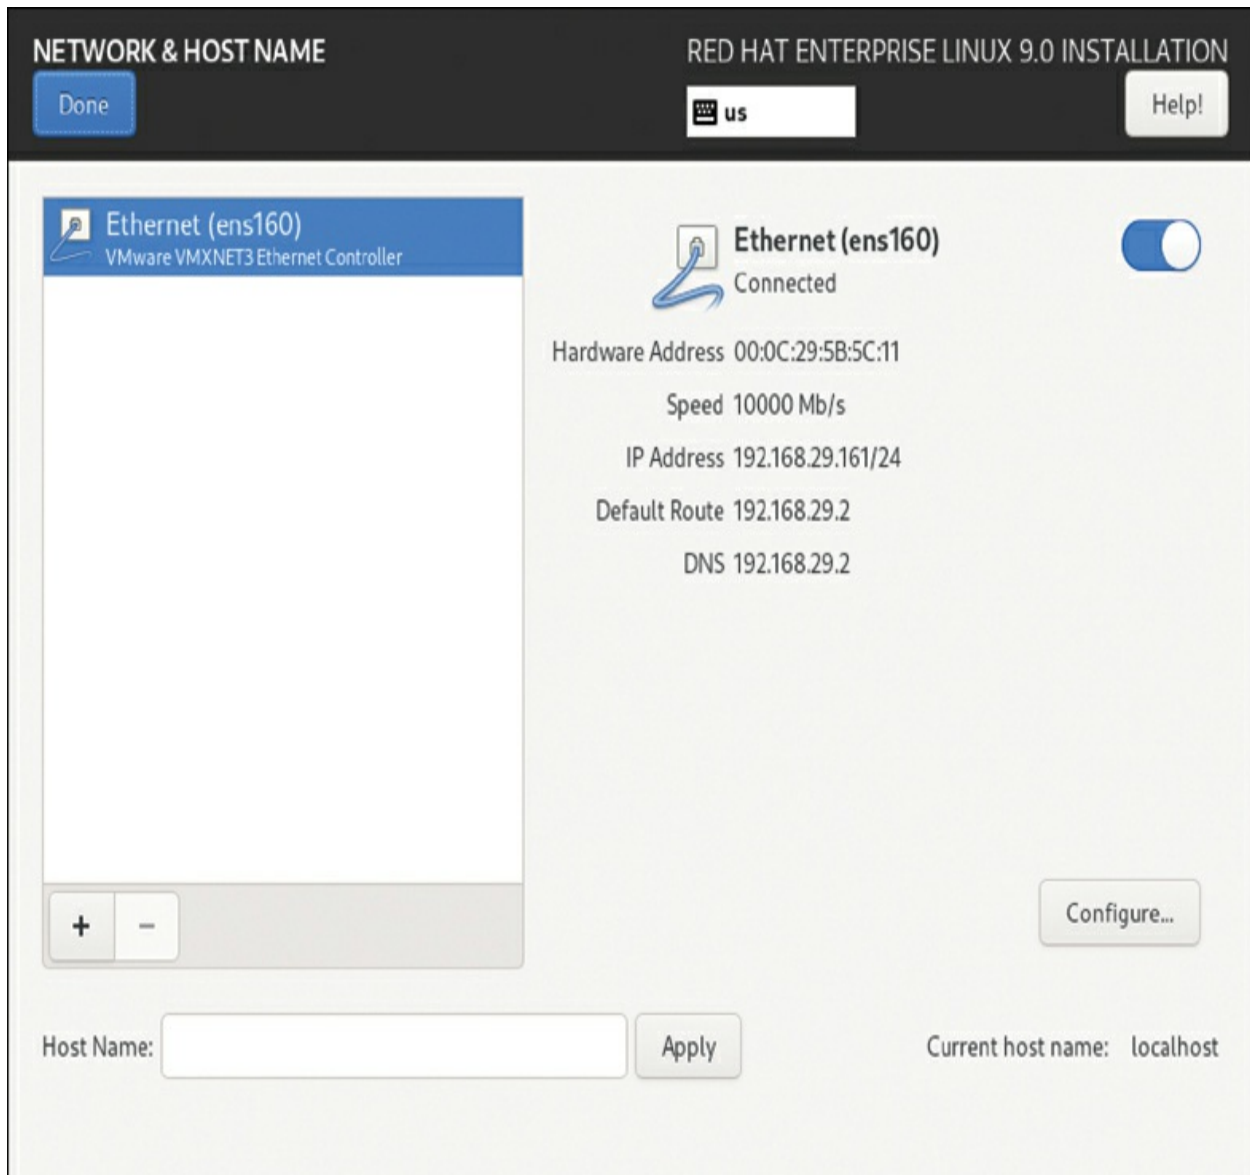 NETWORK & HOST NAME
RED HAT ENTERPRISE LINUX 9.0 INSTALLATION
Done
us
Help!
Ethernet (ens160)
VMware VMXNET3 Ethernet Controller
Ethernet (ens160)
Connected
Hardware Address 00:0C:29:5B:5C:11
Speed 10000 Mb/s
IP Address 192.168.29.161/24
Default Route 192.168.29.2
DNS 192.168.29.2
+ −
Configure...
Host Name:
Apply
Current host name: localhost